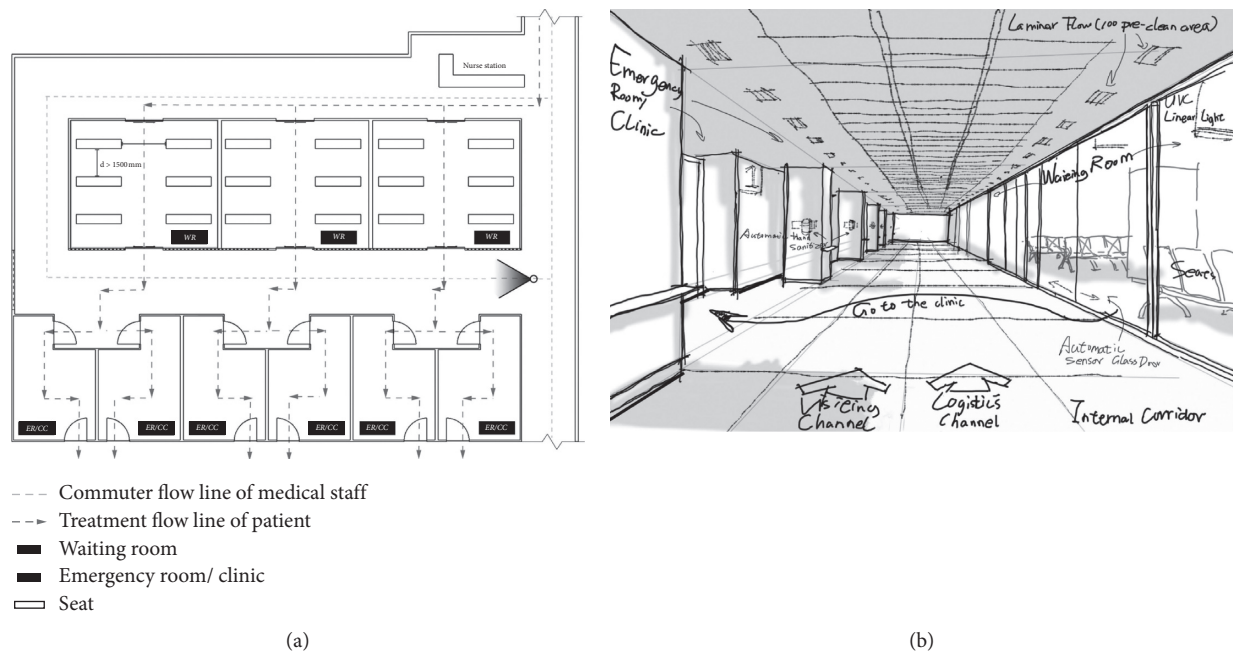 Nurse station
d > 1500 mm
WR
WR
WR
ER/CC
ER/CC
ER/CC
ER/CC
ER/CC
ER/CC
Commuter flow line of medical staff
Treatment flow line of patient
Waiting room
Emergency room/ clinic
Seat
(a)
Laminar Flow (100 pre-clean area)
Emergency
Room/
Clinic
UVC
Linear Light
Waiting Room
Automatic Hand
Sanitizer
Seats
Go to the clinic
Automatic
Sensor Glass Door
Visiting
Channel
Logistics
Channel
Internal Corridor
(b)